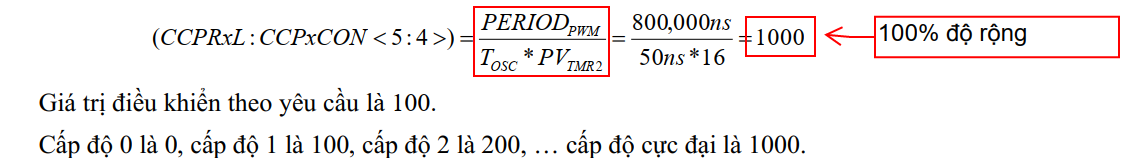 (CCPRxL : CCPxCON < 5 : 4 >) = PERIOD_PWM / T_OSC * PV_TMR2 = 800,000ns / 50ns *16 = 1000
100% độ rộng
Giá trị điều khiển theo yêu cầu là 100.
Cấp độ 0 là 0, cấp độ 1 là 100, cấp độ 2 là 200, … cấp độ cực đại là 1000.